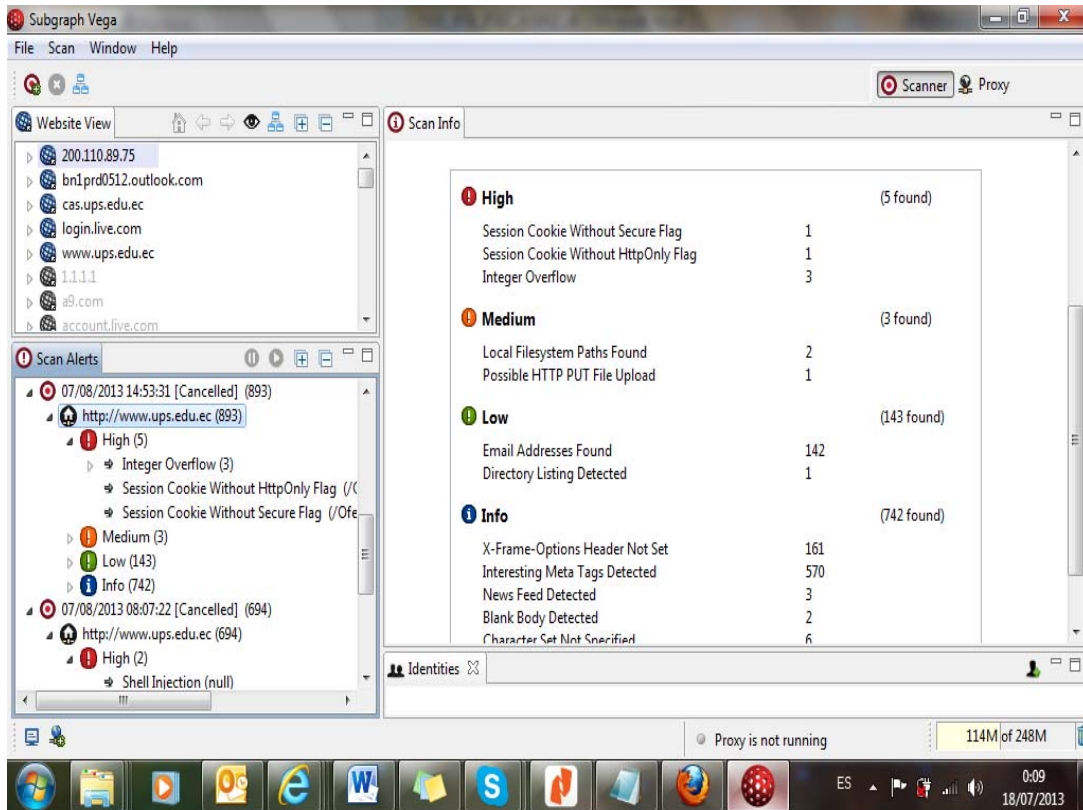 Subgraph Vega
File Scan Window Help
Scanner Proxy
Website View
200.110.89.75
bn1prd0512.outlook.com
cas.ups.edu.ec
login.live.com
www.ups.edu.ec
1.1.1.1
a9.com
account.live.com
Scan Alerts
07/08/2013 14:53:31 [Cancelled] (893)
http://www.ups.edu.ec (893)
High (5)
Integer Overflow (3)
Session Cookie Without HttpOnly Flag (/
Session Cookie Without Secure Flag (/Ofe
Medium (3)
Low (143)
Info (742)
07/08/2013 08:07:22 [Cancelled] (694)
http://www.ups.edu.ec (694)
High (2)
Shell Injection (null)
Scan Info
High (5 found)
Session Cookie Without Secure Flag 1
Session Cookie Without HttpOnly Flag 1
Integer Overflow 3
Medium (3 found)
Local Filesystem Paths Found 2
Possible HTTP PUT File Upload 1
Low (143 found)
Email Addresses Found 142
Directory Listing Detected 1
Info (742 found)
X-Frame-Options Header Not Set 161
Interesting Meta Tags Detected 570
News Feed Detected 3
Blank Body Detected 2
Character Set Not Specified 6
Identities
Proxy is not running
114M of 248M
ES
0:09
18/07/2013